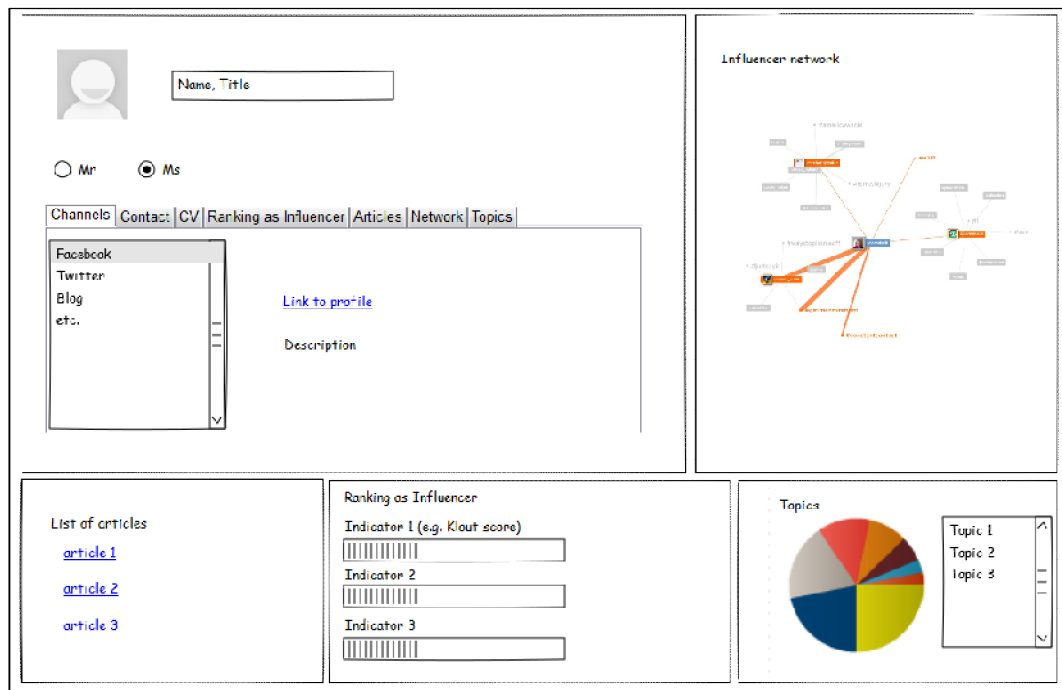 Name, Title
Mr
Ms
Channels Contact CV Ranking as Influencer Articles Network Topics
Facebook
Twitter
Blog
etc.
Link to profile
Description
Influencer network
List of articles
article 1
article 2
article 3
Ranking as Influencer
Indicator 1 (e.g. Klout score)
Indicator 2
Indicator 3
Topics
Topic 1
Topic 2
Topic 3